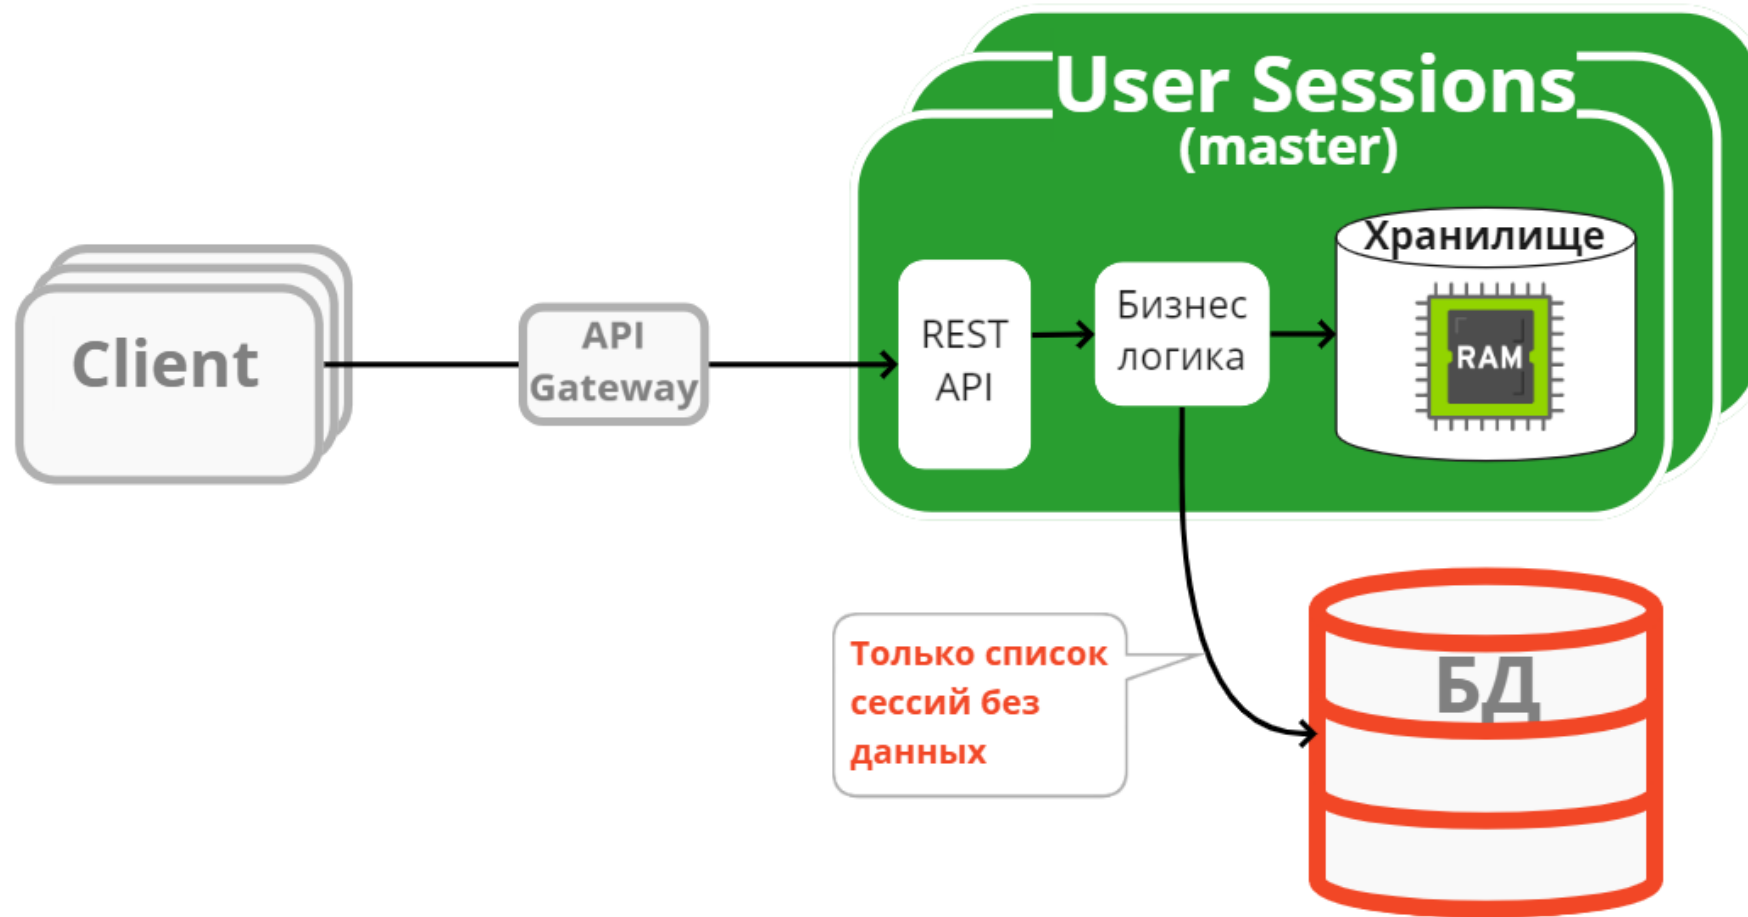 User Sessions
(master)
Client
API
Gateway
REST
API
Бизнес
логика
Хранилище
RAM
Только список
сессий без
данных
БД